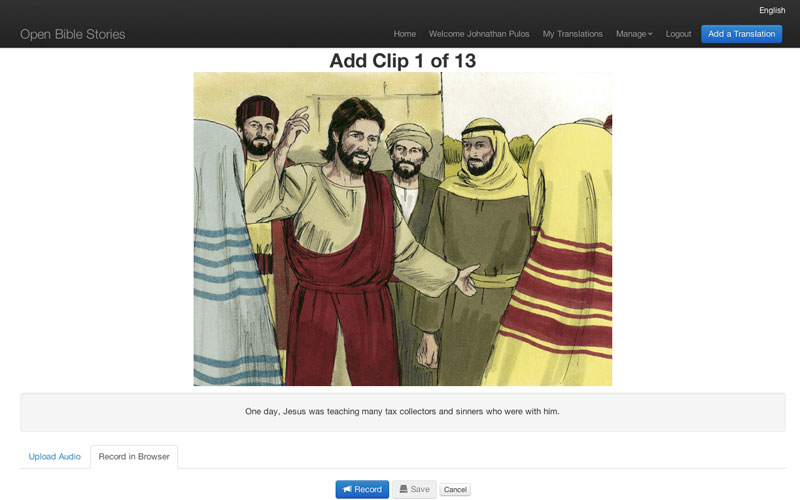 English
Open Bible Stories
Home Welcome Johnathan Pulos My Translations Manage Logout Add a Translation
Add Clip 1 of 13
One day, Jesus was teaching many tax collectors and sinners who were with him.
Upload Audio Record in Browser
Record Save Cancel